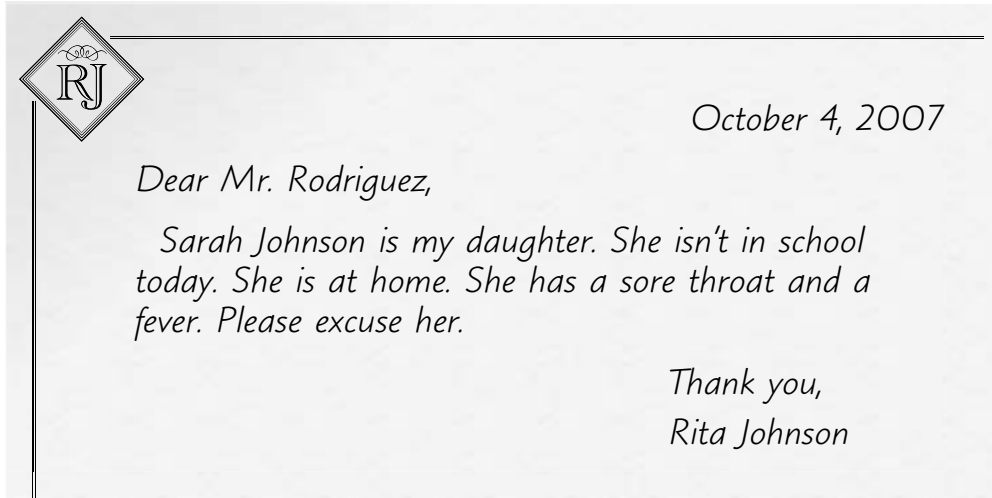 RJ
October 4, 2007
Dear Mr. Rodriguez,
Sarah Johnson is my daughter. She isn't in school
today. She is at home. She has a sore throat and a
fever. Please excuse her.
Thank you,
Rita Johnson